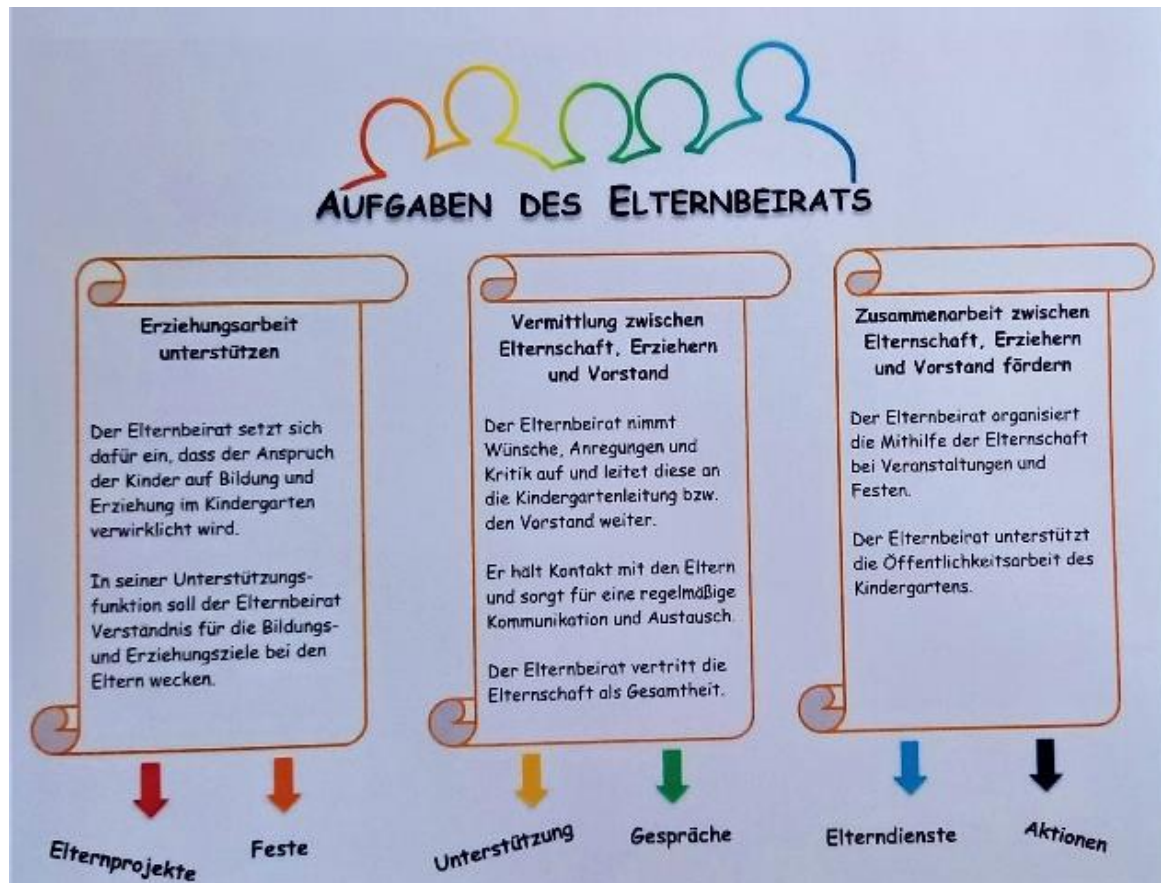 AUFGABEN DES ELTERNBEIRATS
Erziehungsarbeit
unterstützen
Der Elternbeirat setzt sich
dafür ein, dass der Anspruch
der Kinder auf Bildung und
Erziehung im Kindergarten
verwirklicht wird.
In seiner Unterstützungs-
funktion soll der Elternbeirat
Verständnis für die Bildungs-
und Erziehungsziele bei den
Eltern wecken.
Vermittlung zwischen
Elternschaft, Erziehern
und Vorstand
Der Elternbeirat nimmt
Wünsche, Anregungen und
Kritik auf und leitet diese an
die Kindergartenleitung bzw.
den Vorstand weiter.
Er hält Kontakt mit den Eltern
und sorgt für eine regelmäßige
Kommunikation und Austausch.
Der Elternbeirat vertritt die
Elternschaft als Gesamtheit.
Zusammenarbeit zwischen
Elternschaft, Erziehern
und Vorstand fördern
Der Elternbeirat organisiert
die Mithilfe der Elternschaft
bei Veranstaltungen und
Festen.
Der Elternbeirat unterstützt
die Öffentlichkeitsarbeit des
Kindergartens.
Elternprojekte
Feste
Unterstützung
Gespräche
Elterndienste
Aktionen